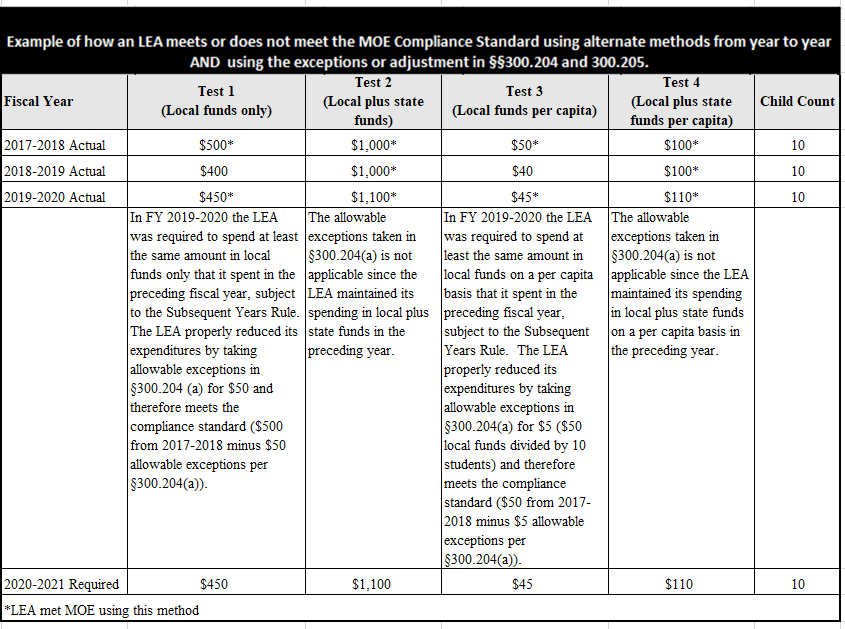 Example of how an LEA meets or does not meet the MOE Compliance Standard using alternate methods from year to year
AND using the exceptions or adjustment in §§300.204 and 300.205.
Fiscal Year
Test 1
(Local funds only)
Test 2
(Local plus state
funds)
Test 3
(Local funds per capita)
Test 4
(Local plus state
funds per capita)
Child Count
2017-2018 Actual $500* $1,000* $50* $100* 10
2018-2019 Actual $400 $1,000* $40 $100* 10
2019-2020 Actual $450* $1,100* $45* $110* 10
In FY 2019-2020 the LEA
was required to spend at least
the same amount in local
funds only that it spent in the
preceding fiscal year, subject
to the Subsequent Years Rule.
The LEA properly reduced its
expenditures by taking
allowable exceptions in
§300.204 (a) for $50 and
therefore meets the
compliance standard ($500
from 2017-2018 minus $50
allowable exceptions per
§300.204(a)).
The allowable
exceptions taken in
§300.204(a) is not
applicable since the
LEA maintained its
spending in local plus
state funds in the
preceding year.
In FY 2019-2020 the LEA
was required to spend at
least the same amount in
local funds on a per capita
basis that it spent in the
preceding fiscal year,
subject to the Subsequent
Years Rule. The LEA
properly reduced its
expenditures by taking
allowable exceptions in
§300.204(a) for $5 ($50
local funds divided by 10
students) and therefore
meets the compliance
standard ($50 from 2017-
2018 minus $5 allowable
exceptions per
§300.204(a)).
The allowable
exceptions taken in
§300.204(a) is not
applicable since the LEA
maintained its spending
in local plus state funds
on a per capita basis in
the preceding year.
2020-2021 Required $450 $1,100 $45 $110 10
*LEA met MOE using this method